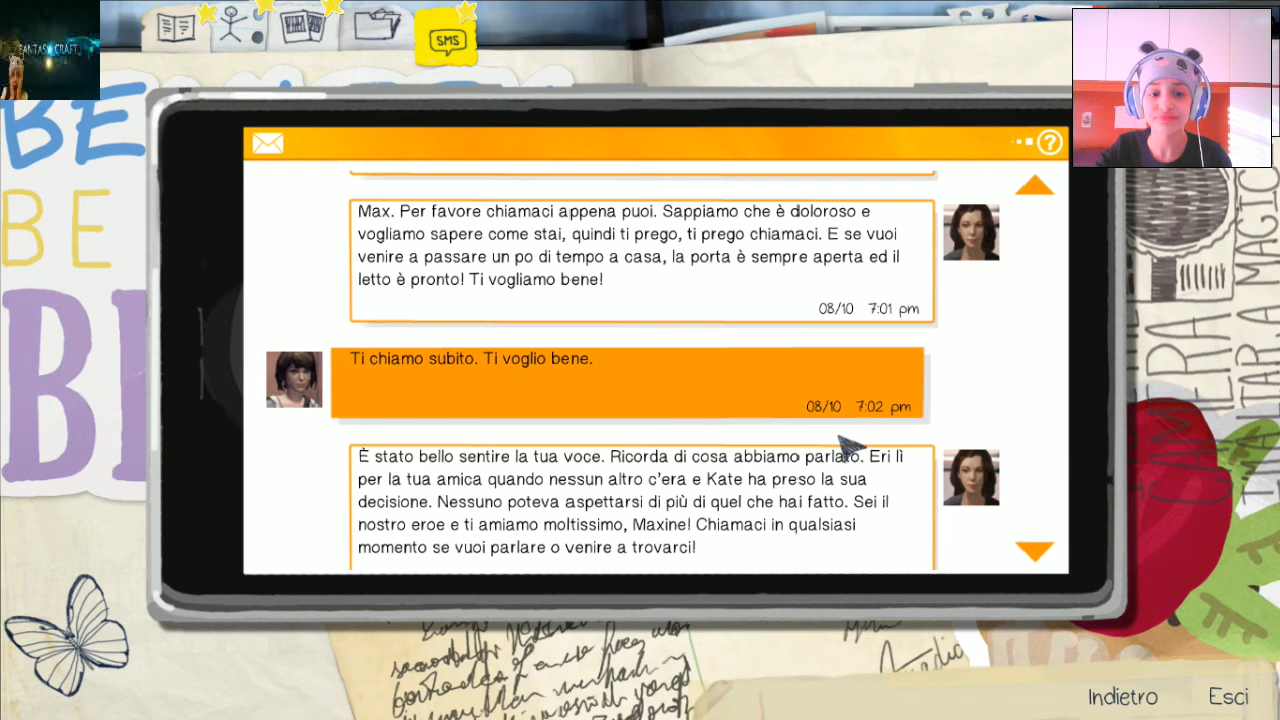 FANTASY CRAFT
SMS
BE
BE
BE
?
Max. Per favore chiamaci appena puoi. Sappiamo che è doloroso e
vogliamo sapere come stai, quindi ti prego, ti prego chiamaci. E se vuoi
venire a passare un po di tempo a casa, la porta è sempre aperta ed il
letto è pronto! Ti vogliamo bene!
08/10 7:01 pm
Ti chiamo subito. Ti voglio bene.
08/10 7:02 pm
È stato bello sentire la tua voce. Ricorda di cosa abbiamo parlato. Eri lì
per la tua amica quando nessun altro c'era e Kate ha preso la sua
decisione. Nessuno poteva aspettarsi di più di quel che hai fatto. Sei il
nostro eroe e ti amiamo moltissimo, Maxine! Chiamaci in qualsiasi
momento se vuoi parlare o venire a trovarci!
CAMERA
Indietro Esci